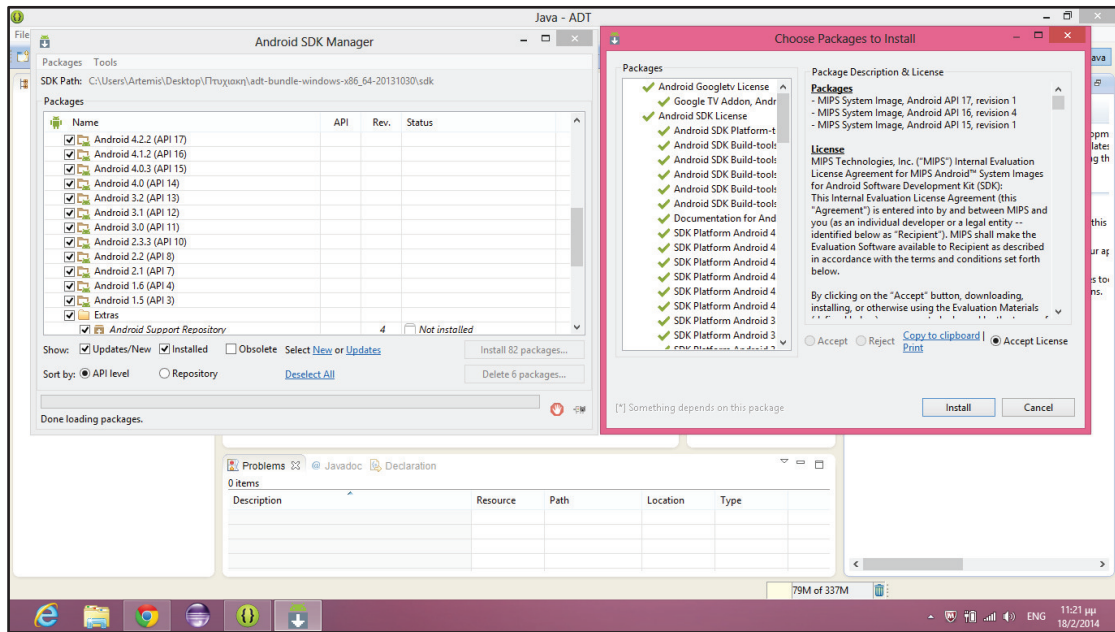 Java - ADT
File
Android SDK Manager
Packages Tools
SDK Path: C:\Users\Artemis\Desktop\Πτυχιακη\adt-bundle-windows-x86_64-20131030\sdk
Packages
Name API Rev. Status
Android 4.2.2 (API 17)
Android 4.1.2 (API 16)
Android 4.0.3 (API 15)
Android 4.0 (API 14)
Android 3.2 (API 13)
Android 3.1 (API 12)
Android 3.0 (API 11)
Android 2.3.3 (API 10)
Android 2.2 (API 8)
Android 2.1 (API 7)
Android 1.6 (API 4)
Android 1.5 (API 3)
Extras
Android Support Repository 4 Not installed
Show: Updates/New Installed Obsolete Select New or Updates Install 82 packages...
Sort by: API level Repository Deselect All Delete 6 packages...
Done loading packages.
Choose Packages to Install
Packages
Android Googletv License
Google TV Addon, Andr
Android SDK License
Android SDK Platform-t
Android SDK Build-tools
Android SDK Build-tools
Android SDK Build-tools
Android SDK Build-tools
Android SDK Build-tools
Documentation for And
SDK Platform Android 4
SDK Platform Android 4
SDK Platform Android 4
SDK Platform Android 4
SDK Platform Android 4
SDK Platform Android 4
SDK Platform Android 3
SDK Platform Android 3
SDK Platform Android 3
Package Description & License
Packages
- MIPS System Image, Android API 17, revision 1
- MIPS System Image, Android API 16, revision 4
- MIPS System Image, Android API 15, revision 1
License
MIPS Technologies, Inc. (“MIPS”) Internal Evaluation
License Agreement for MIPS Android™ System Images
for Android Software Development Kit (SDK):
This Internal Evaluation License Agreement (this
"Agreement") is entered into by and between MIPS and
you (as an individual developer or a legal entity --
identified below as “Recipient”). MIPS shall make the
Evaluation Software available to Recipient as described
in accordance with the terms and conditions set forth
below.
By clicking on the “Accept” button, downloading,
installing, or otherwise using the Evaluation Materials
Accept Reject Copy to clipboard | Print Accept License
[*] Something depends on this package
Install Cancel
ava
Problems Javadoc Declaration
0 items
Description Resource Path Location Type
79M of 337M
ENG
11:21 μμ
18/2/2014